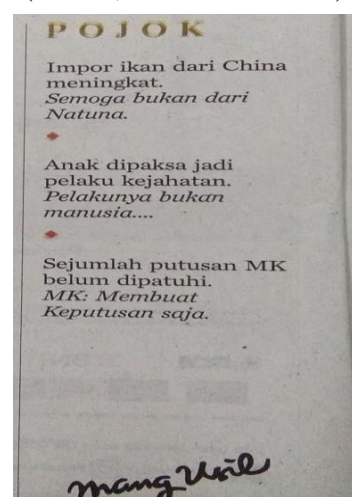 POJOK
Impor ikan dari China
meningkat.
Semoga bukan dari
Natuna.
Anak dipaksa jadi
pelaku kejahatan.
Pelakunya bukan
manusia....
Sejumlah putusan MK
belum dipatuhi.
MK: Membuat
Keputusan saja.
mang Usil